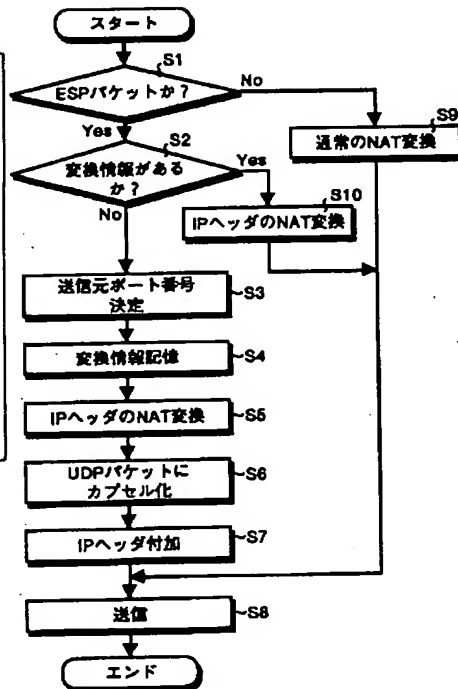 スタート
S1
ESPパケットか？
No
Yes
S9
通常のNAT変換
S2
変換情報がある
か？
Yes
No
S10
IPヘッダのNAT変換
送信元ポート番号
決定
S3
変換情報記憶
S4
IPヘッダのNAT変換
S5
UDPパケットに
カプセル化
S6
IPヘッダ付加
S7
送信
S8
エンド